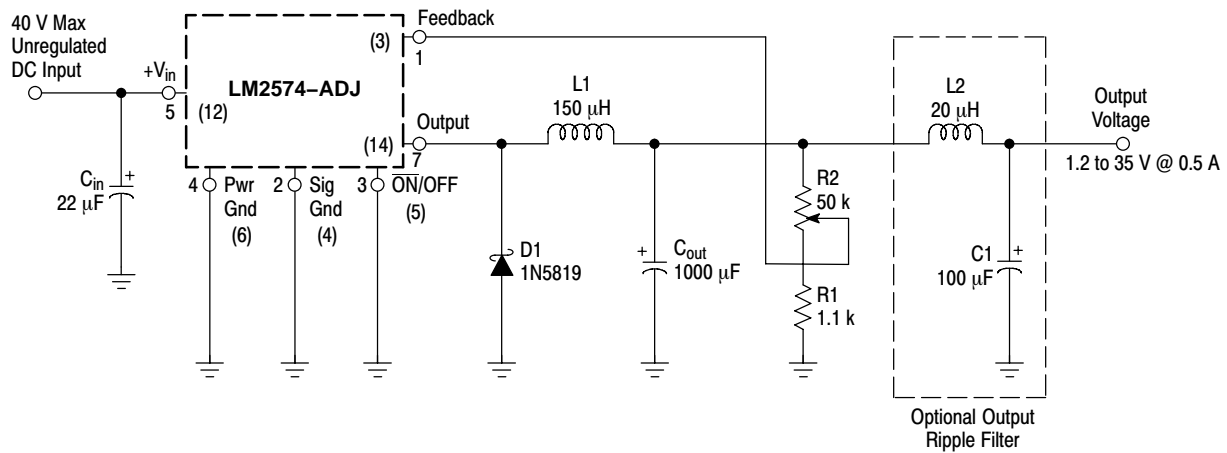 40 V Max
Unregulated
DC Input
+Vin
5
(12)
LM2574–ADJ
(3)
Feedback
1
(14)
Output
7
L1
150 μH
L2
20 μH
Output
Voltage
1.2 to 35 V @ 0.5 A
Cin
22 μF
+
4
Pwr
Gnd
(6)
2
Sig
Gnd
(4)
3
ON/OFF
(5)
D1
1N5819
+
Cout
1000 μF
R2
50 k
R1
1.1 k
C1
100 μF
+
Optional Output
Ripple Filter